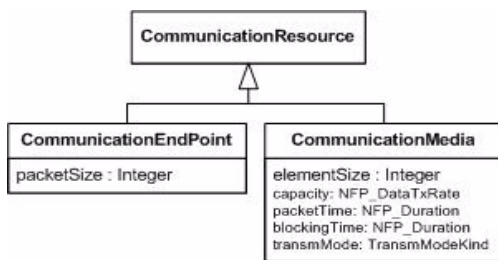 CommunicationResource
CommunicationEndPoint
packetSize : Integer
CommunicationMedia
elementSize : Integer
capacity: NFP_DataTxRate
packetTime: NFP_Duration
blockingTime: NFP_Duration
transmMode: TransmModeKind